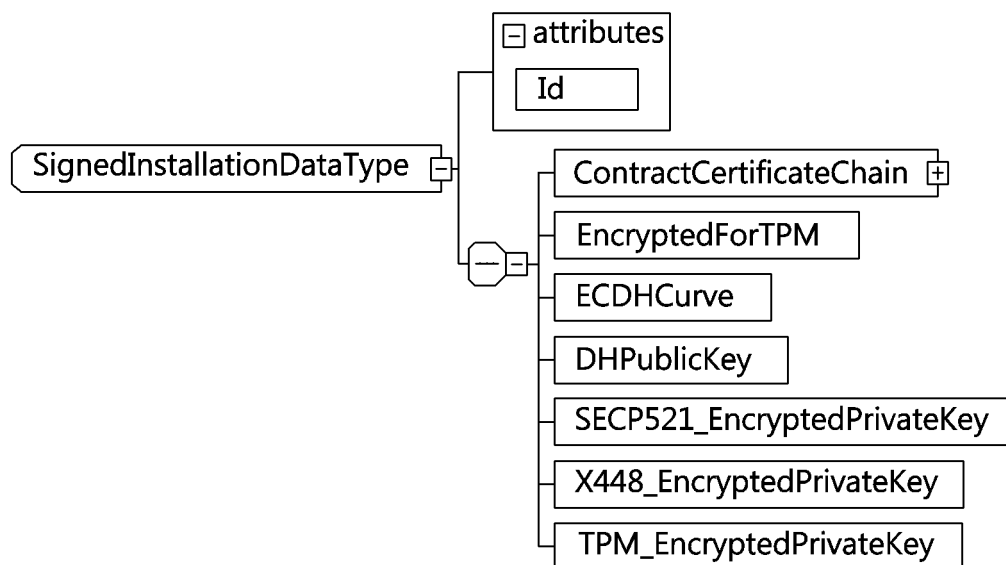 attributes
Id
SignedInstallationDataType
ContractCertificateChain
EncryptedForTPM
ECDHCurve
DHPublicKey
SECP521_EncryptedPrivateKey
X448_EncryptedPrivateKey
TPM_EncryptedPrivateKey